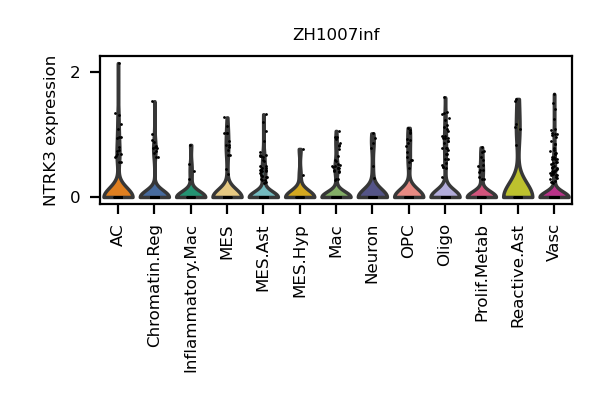 ZH1007inf
NTRK3 expression
2
0
AC
Chromatin.Reg
Inflammatory.Mac
MES
MES.Ast
MES.Hyp
Mac
Neuron
OPC
Oligo
Prolif.Metab
Reactive.Ast
Vasc